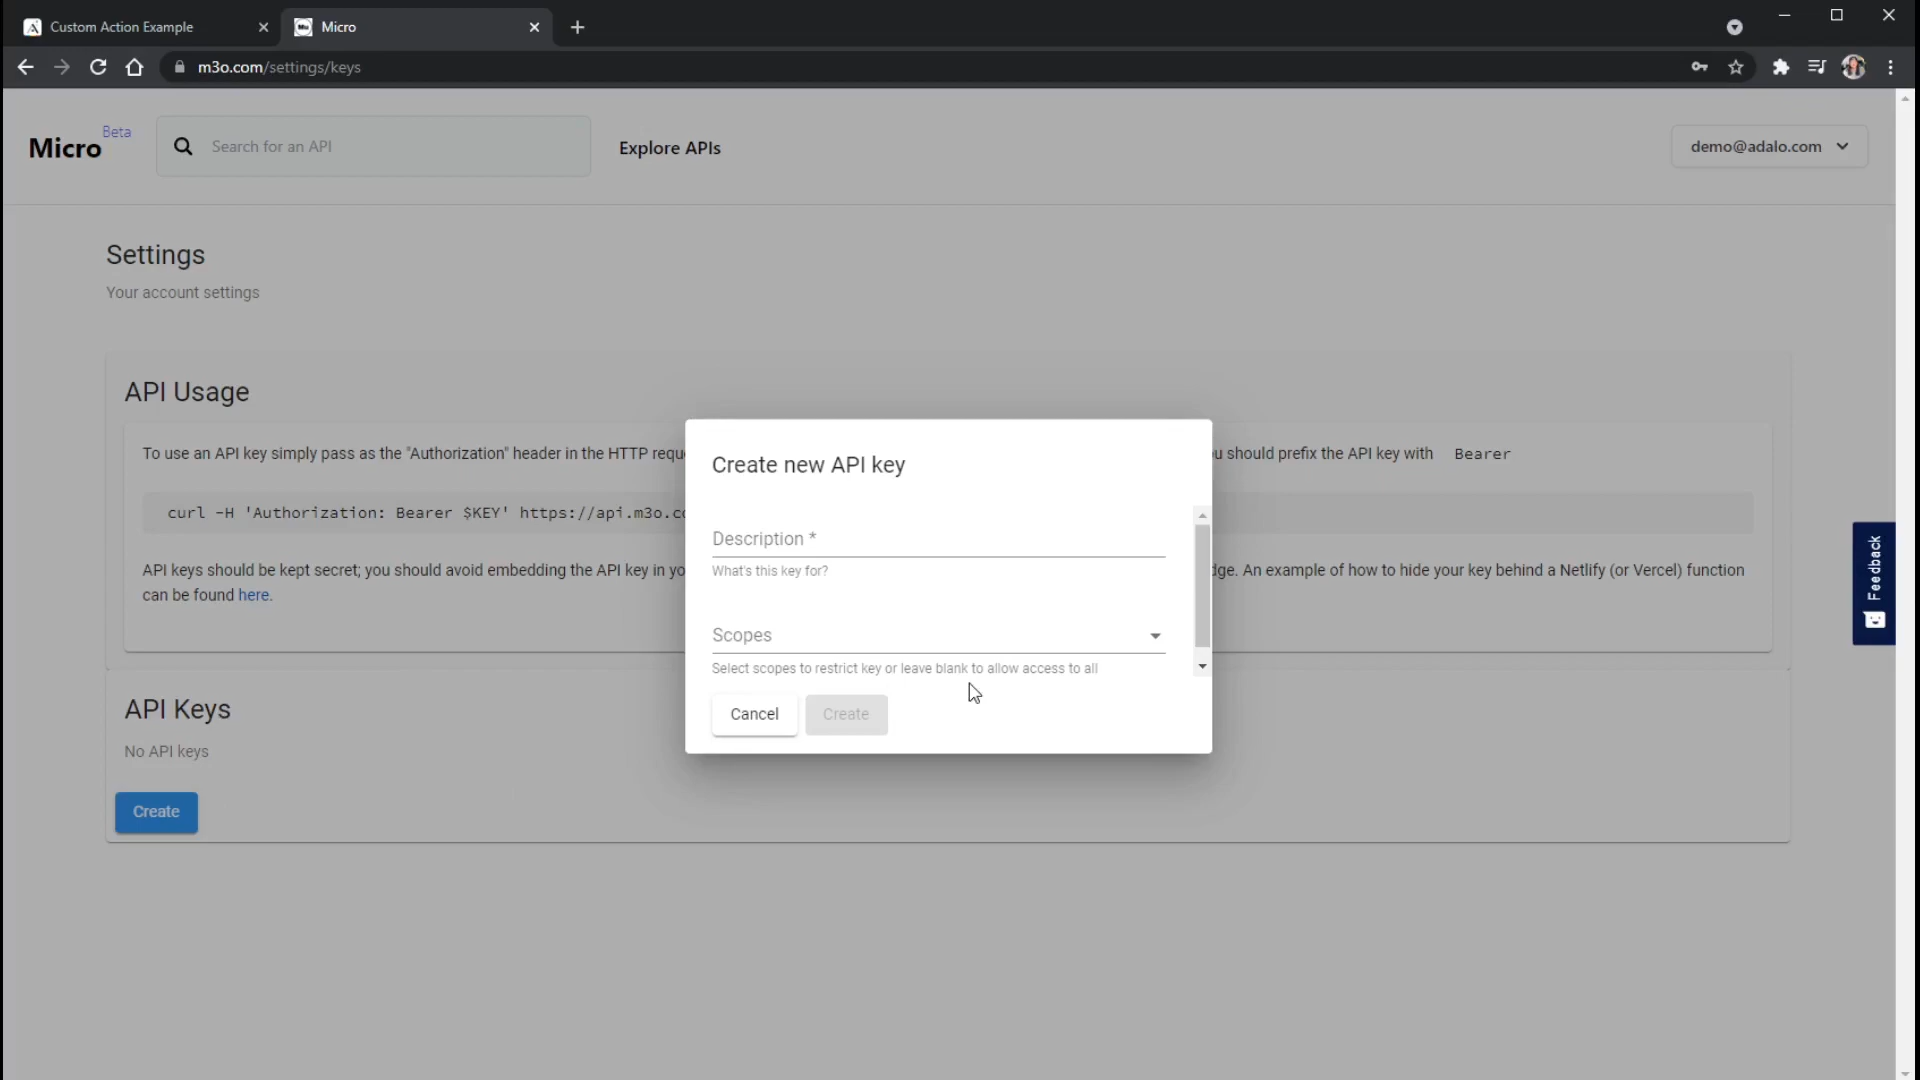 Custom Action Example
Micro
m3o.com/settings/keys
Micro
Beta
Search for an API
Explore APIs
demo@adalo.com
Settings
Your account settings
API Usage
To use an API key simply pass as the "Authorization" header in the HTTP
should prefix the API key with Bearer
curl -H 'Authorization: Bearer $KEY' https://api.m3o.
API keys should be kept secret; you should avoid embedding the API key in
An example of how to hide your key behind a Netlify (or Vercel) function
can be found here.
Create new API key
Description *
What's this key for?
Scopes
Select scopes to restrict key or leave blank to allow access to all
Cancel
Create
API Keys
No API keys
Create
Feedback